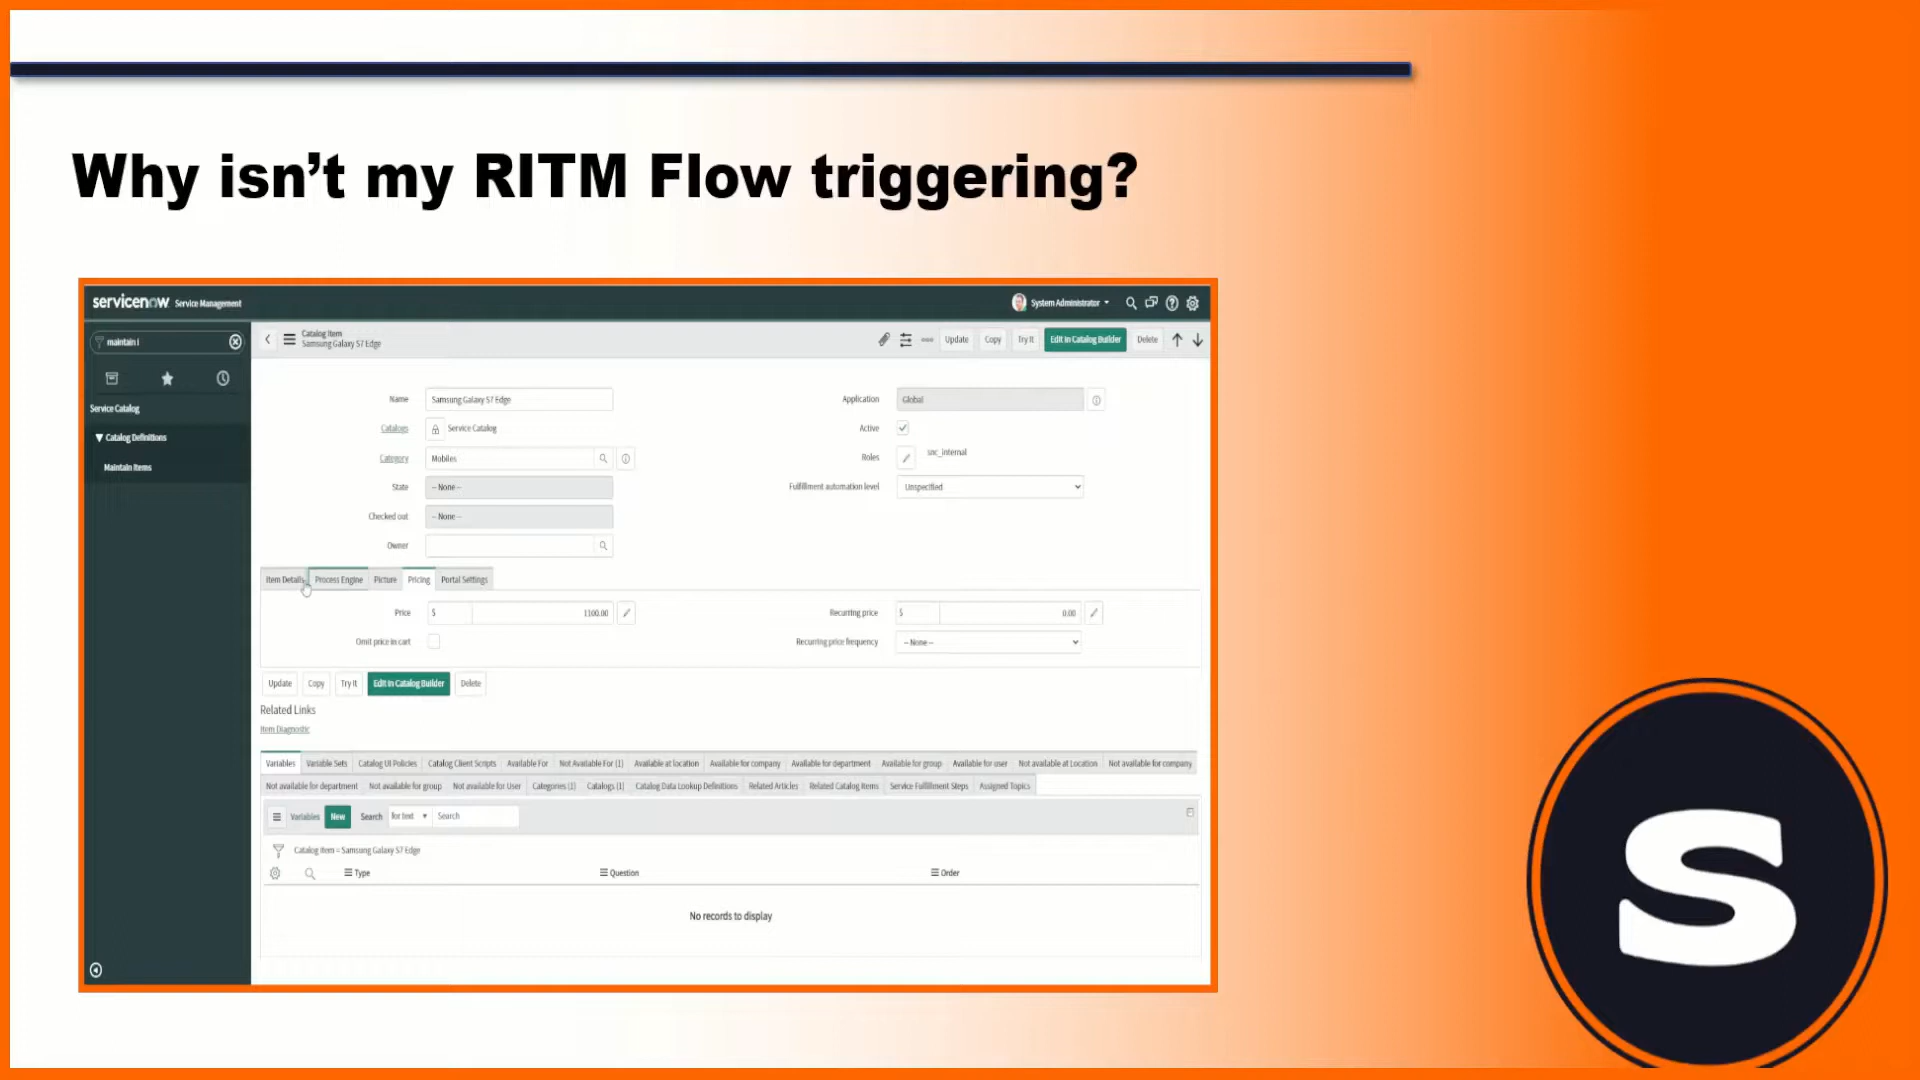 Why isn't my RITM Flow triggering?
servicenow Service Management
System Administrator
maintain i
Catalog Item
Samsung Galaxy S7 Edge
Update Copy Try It Edit in Catalog Builder Delete
Service Catalog
Catalog Definitions
Maintain Items
Name Samsung Galaxy S7 Edge Application Global
Catalogs Service Catalog Active
Category Mobiles Roles snc_internal
State -- None -- Fulfillment automation level Unspecified
Checked out -- None --
Owner
Item Details Process Engine Picture Pricing Portal Settings
Price $ 1100.00 Recurring price $ 0.00
Omit price in cart Recurring price frequency -- None --
Update Copy Try It Edit in Catalog Builder Delete
Related Links
Item Diagnostic
Variables Variable Sets Catalog UI Policies Catalog Client Scripts Available For Not Available For (1) Available at location Available for company Available for department Available for group Available for user Not available at Location Not available for company
Not available for department Not available for group Not available for User Categories (1) Catalogs (1) Catalog Data Lookup Definitions Related Articles Related Catalog Items Service Fulfillment Steps Assigned Topics
Variables New Search for text Search
Catalog Item = Samsung Galaxy S7 Edge
Type Question Order
No records to display
S